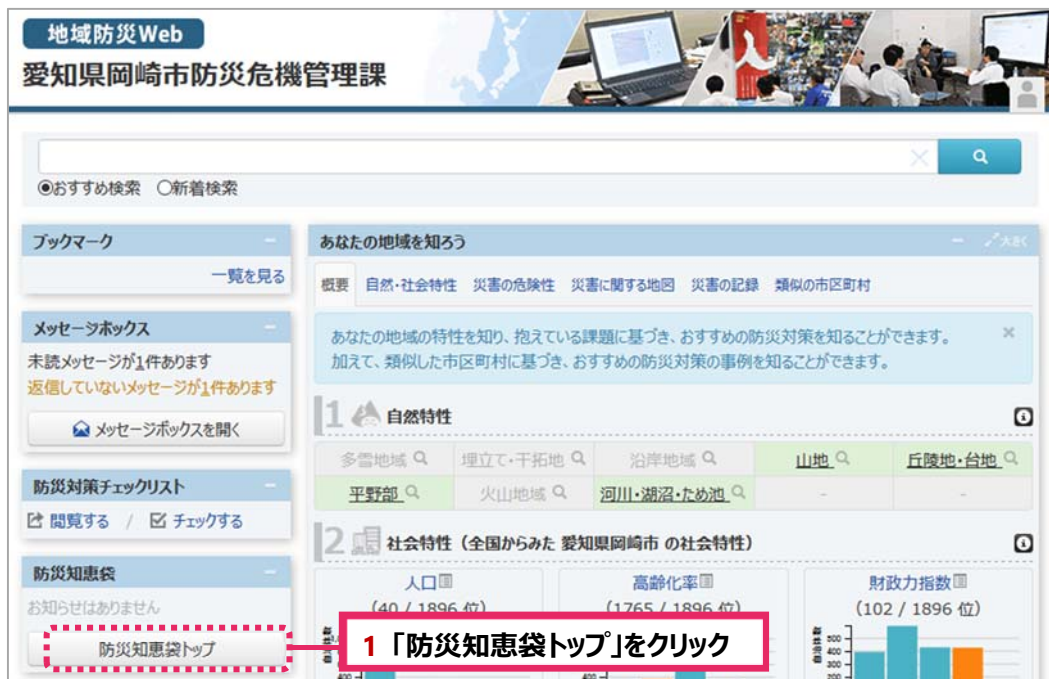 地域防災Web
愛知県岡崎市防災危機管理課
◉おすすめ検索 ○新着検索
ブックマーク
一覧を見る
メッセージボックス
未読メッセージが1件あります
返信していないメッセージが1件あります
メッセージボックスを開く
防災対策チェックリスト
閲覧する / チェックする
防災知恵袋
お知らせはありません
防災知恵袋トップ
あなたの地域を知ろう
大きく
概要 自然・社会特性 災害の危険性 災害に関する地図 災害の記録 類似の市区町村
あなたの地域の特性を知り、抱えている課題に基づき、おすすめの防災対策を知ることができます。
加えて、類似した市区町村に基づき、おすすめの防災対策の事例を知ることができます。
1 自然特性
多雪地域 埋立て・干拓地 沿岸地域 山地 丘陵地・台地
平野部 火山地域 河川・湖沼・ため池 - -
2 社会特性（全国からみた 愛知県岡崎市 の社会特性）
人口 高齢化率 財政力指数
(40 / 1896 位) (1765 / 1896 位) (102 / 1896 位)
1 「防災知恵袋トップ」をクリック
自治体数
500
400
300
200